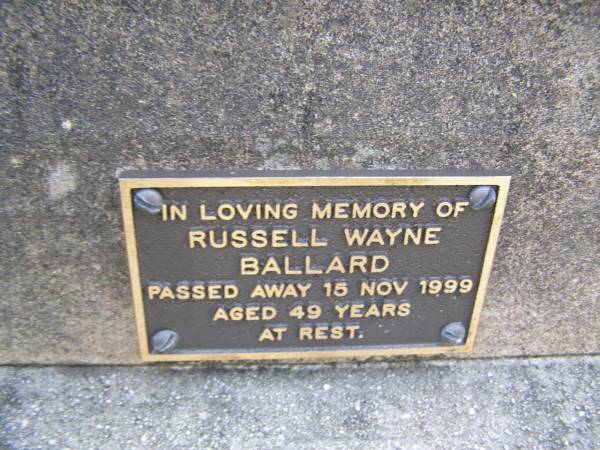 IN LOVING MEMORY OF
RUSSELL WAYNE
BALLARD
PASSED AWAY 15 NOV 1999
AGED 49 YEARS
AT REST.